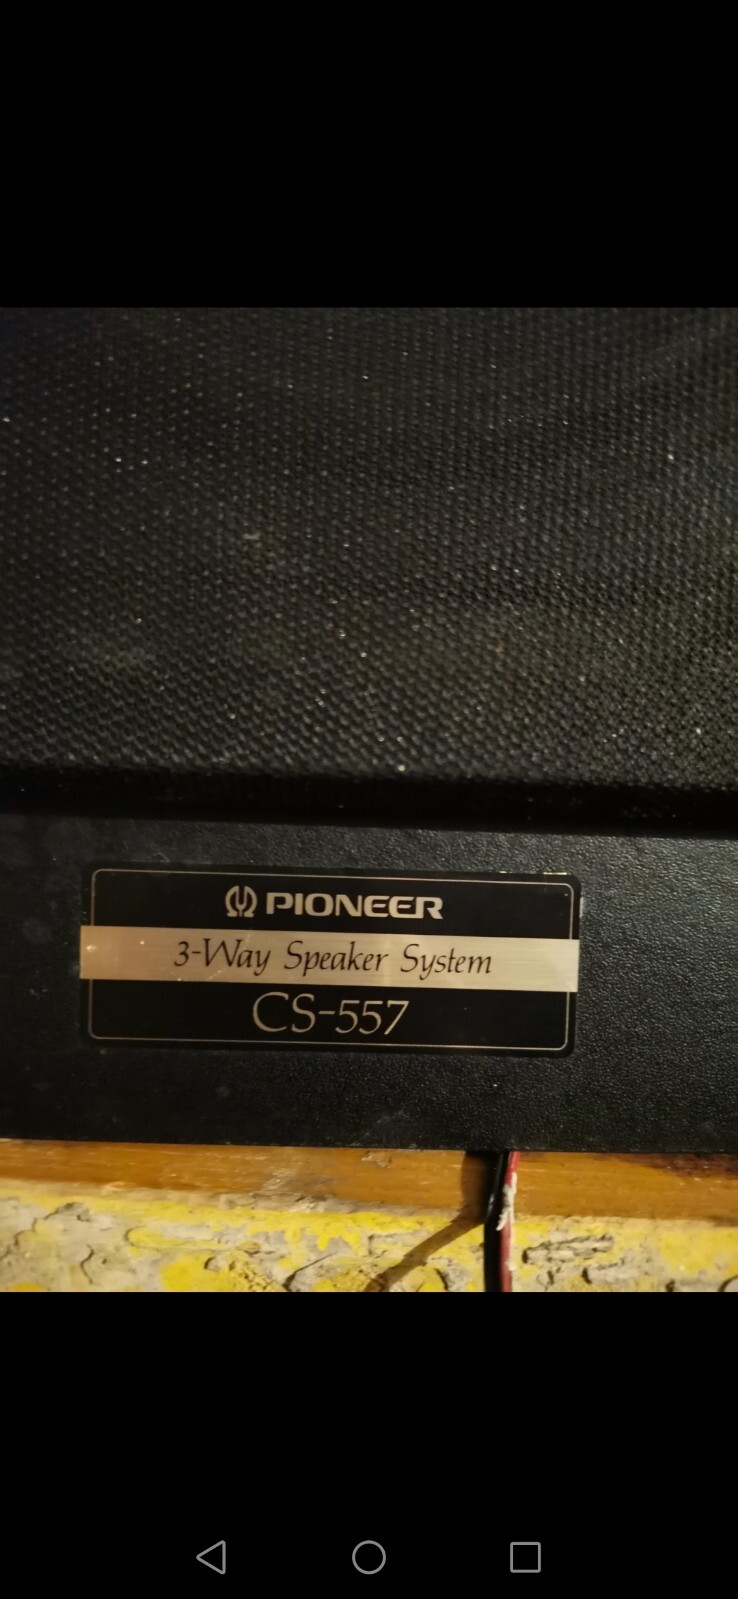 PIONEER
3-Way Speaker System
CS-557